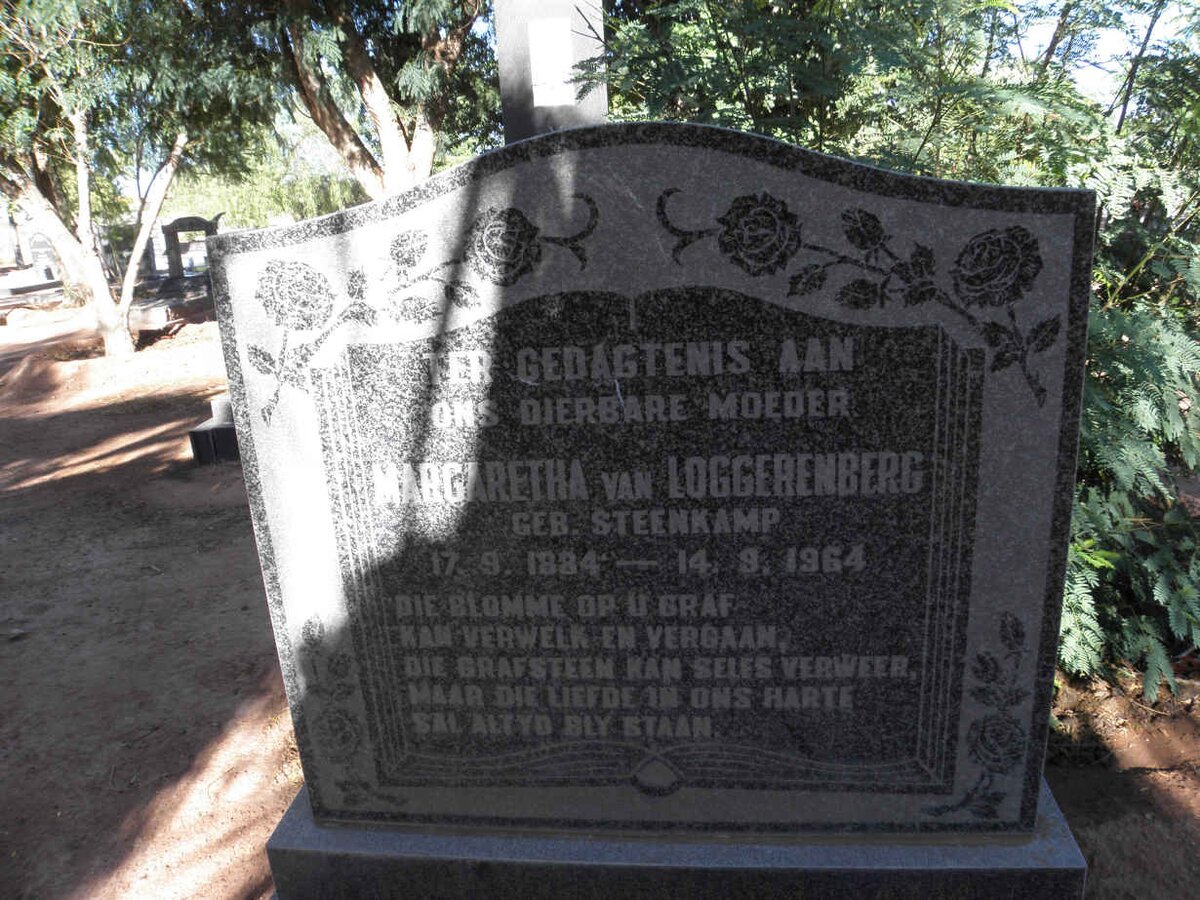 TER GEDAGTENIS AAN
ONS DIERBARE MOEDER
MARGARETHA VAN LOGGERENBERG
GEB. STEENKAMP
17. 9. 1884 — 14. 9. 1964
DIE BLOMME OP U GRAF
KAN VERWELK EN VERGAAN,
DIE GRAFSTEEN KAN SELFS VERWEER,
MAAR DIE LIEFDE IN ONS HARTE
SAL ALTYD BLY STAAN.